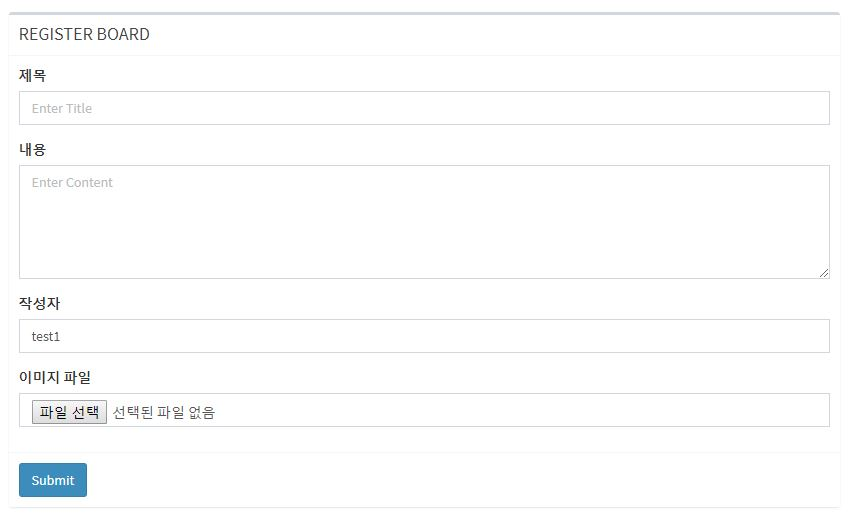 REGISTER BOARD
제목
Enter Title
내용
Enter Content
작성자
test1
이미지 파일
파일 선택 선택된 파일 없음
Submit